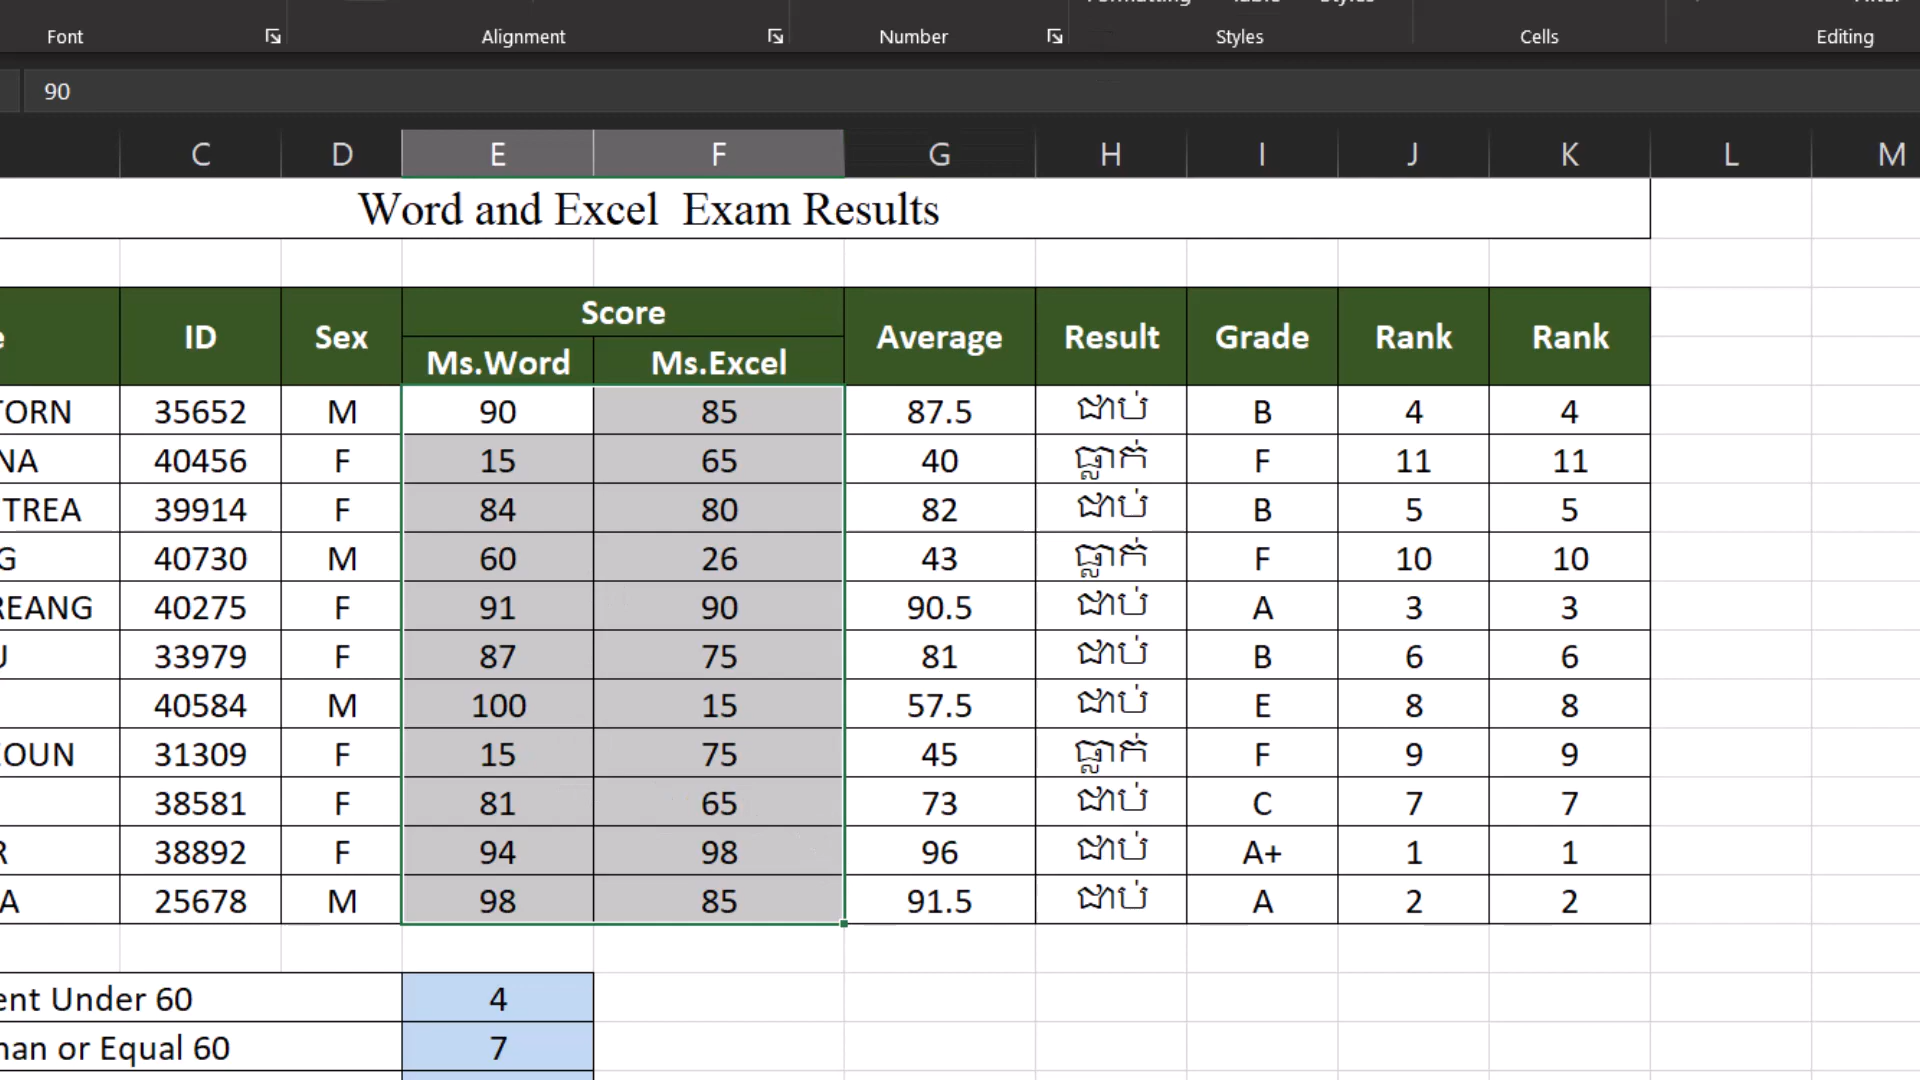 Font Alignment Number Styles Cells Editing
90
C D E F G H I J K L M
Word and Excel  Exam Results
ID Sex Score Average Result Grade Rank Rank
Ms.Word Ms.Excel
TORN 35652 M 90 85 87.5 ជាប់ B 4 4
NA 40456 F 15 65 40 ធ្លាក់ F 11 11
TREA 39914 F 84 80 82 ជាប់ B 5 5
G 40730 M 60 26 43 ធ្លាក់ F 10 10
REANG 40275 F 91 90 90.5 ជាប់ A 3 3
33979 F 87 75 81 ជាប់ B 6 6
40584 M 100 15 57.5 ជាប់ E 8 8
OUN 31309 F 15 75 45 ធ្លាក់ F 9 9
38581 F 81 65 73 ជាប់ C 7 7
R 38892 F 94 98 96 ជាប់ A+ 1 1
A 25678 M 98 85 91.5 ជាប់ A 2 2
ent Under 60 4
han or Equal 60 7